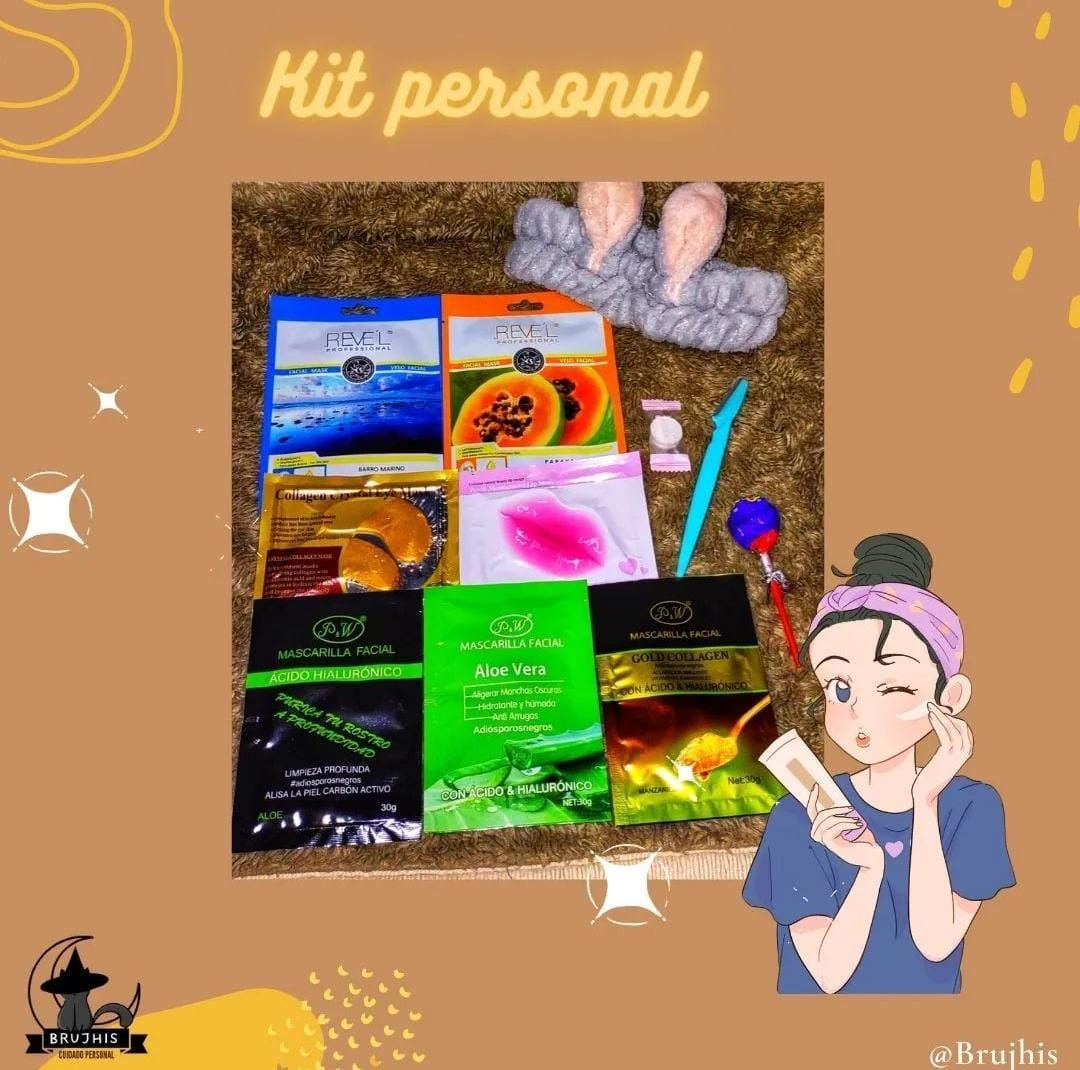 Kit personal
REVEL
PROFESSIONAL
FACIAL MASK
VELO FACIAL
BARRO MARINO
REVEL
PROFESSIONAL
FACIAL MASK
VELO FACIAL
Collagen Crystal Eye Mask
P&W
MASCARILLA FACIAL
ÁCIDO HIALURÓNICO
PURICA TU ROSTRO
A PROFUNDIDAD
LIMPIEZA PROFUNDA
#adiosporosnegros
ALISA LA PIEL CARBÓN ACTIVO
30g
ALOE
P&W
MASCARILLA FACIAL
Aloe Vera
Aligerar Manchas Oscuras
Hidratante y húmeda
Anti Arrugas
Adiósporosnegros
CON ÁCIDO & HIALURÓNICO
NET:30g
P&W
MASCARILLA FACIAL
GOLD COLLAGEN
Adiosporosnegros
CON ÁCIDO & HIALURÓNICO
Net:30g
BRUJHIS
CUIDADO PERSONAL
@Brujhis